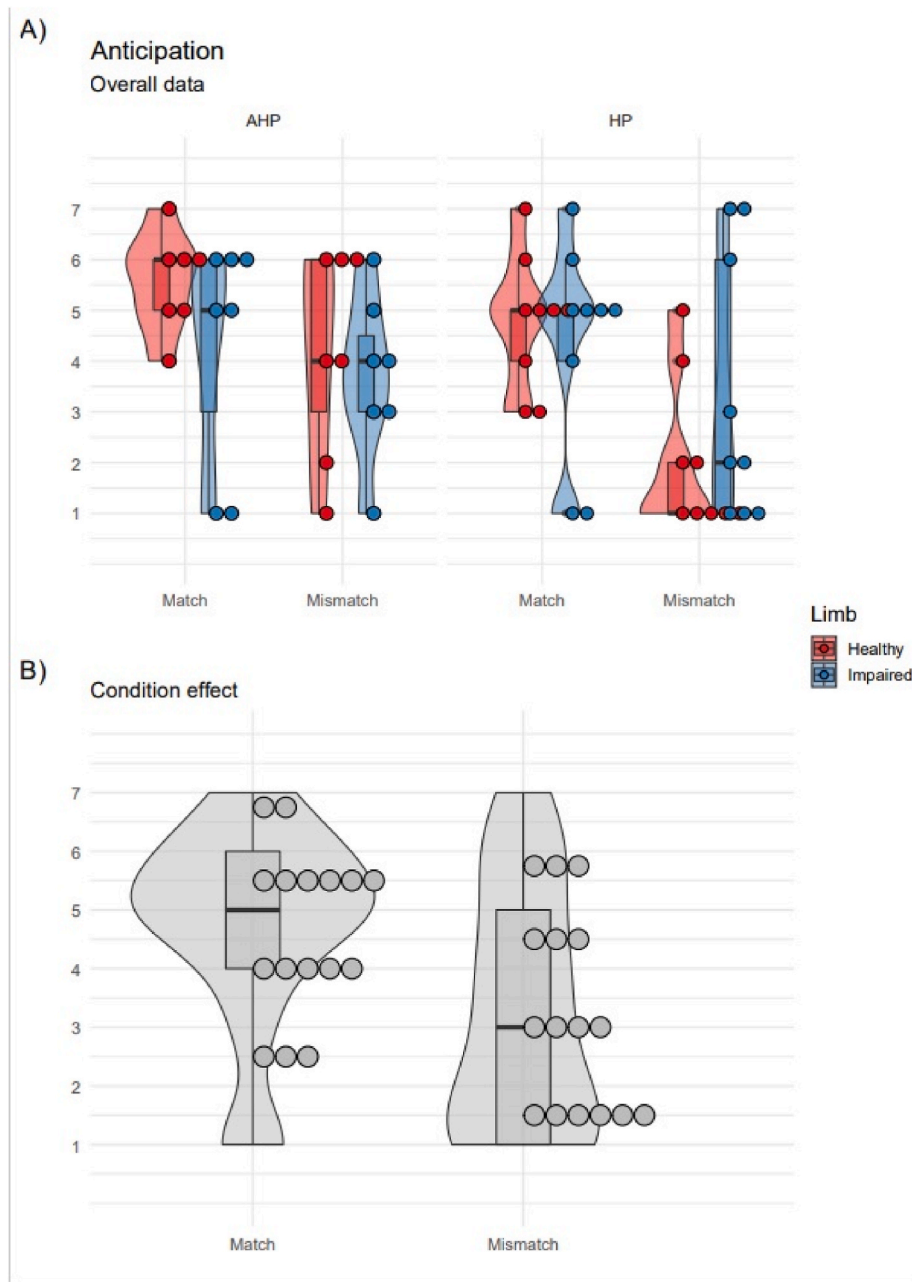 A)
Anticipation
Overall data
AHP
HP
7
6
5
4
3
2
1
Match
Mismatch
Match
Mismatch
Limb
Healthy
Impaired
B)
Condition effect
7
6
5
4
3
2
1
Match
Mismatch